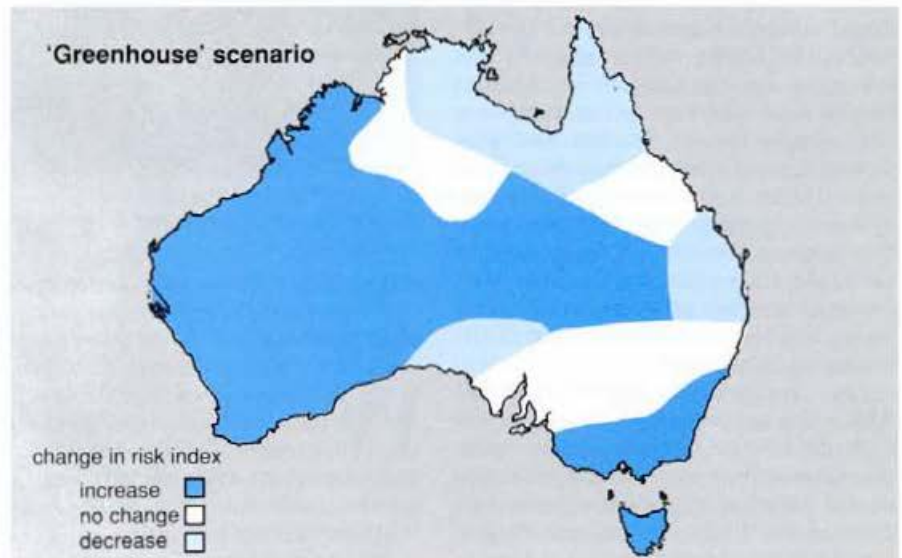 'Greenhouse' scenario
change in risk index
increase
no change
decrease